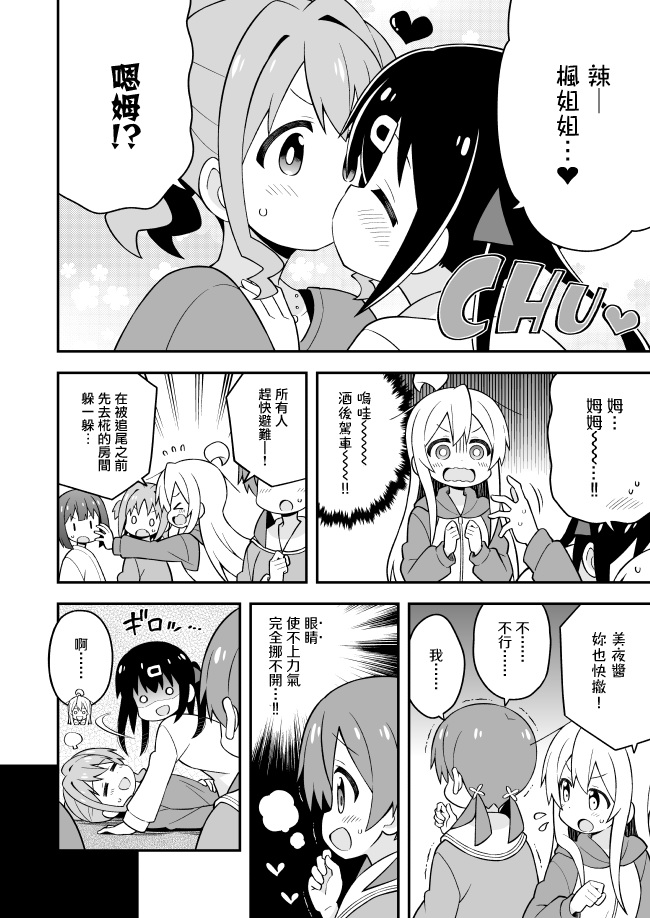 辣—
楓姐姐…♥
嗯姆!?
CHU♥
姆…
姆姆~~~…!!
嗚哇~~~~
酒後駕車~~~~!!
所有人
趕快避難—!
在被追尾之前
先去椛的房間
躲一躲…
美夜醬
妳也快撤！
不……
不行…
我……
眼睛
使不上力氣
完全挪不開…!!
ギロッ…
啊……